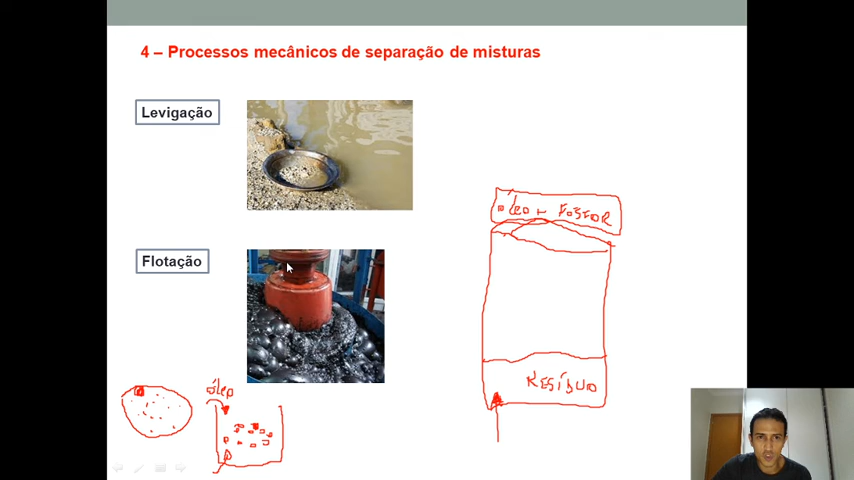 4 – Processos mecânicos de separação de misturas
Levigação
óleo + FOSFOR
Flotação
RESÍDUO
óleo